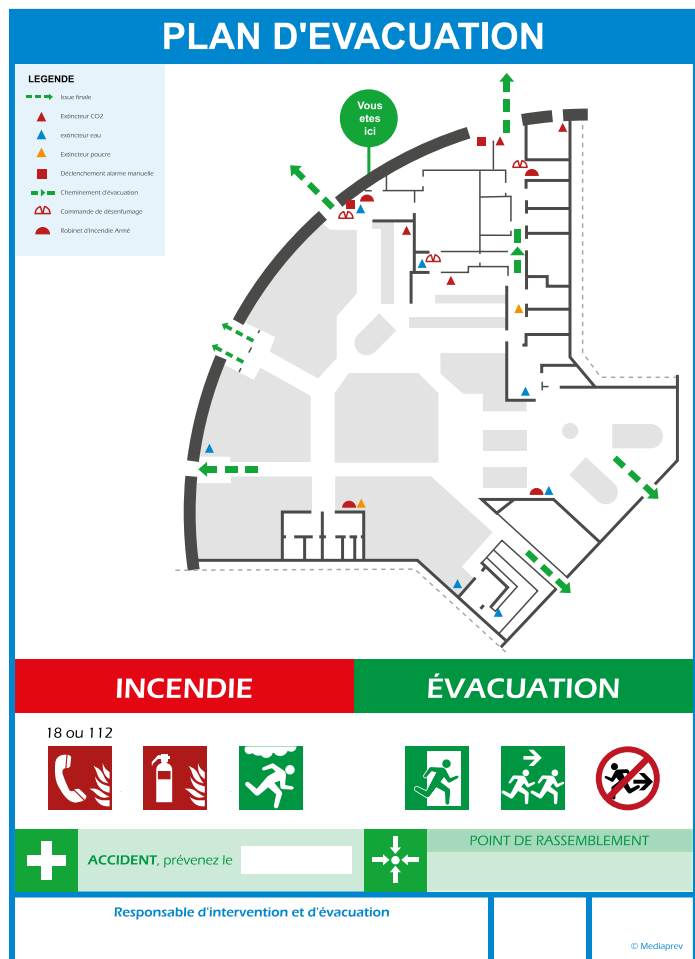 PLAN D'EVACUATION
LEGENDE
Issue finale
Extincteur CO2
extincteur eau
Extincteur poucre
Déclenchement alarme manuelle
Cheminement d'évacuation
Commande de désenfumage
Robinet d'Incendie Armé
Vous
etes
ici
INCENDIE
ÉVACUATION
18 ou 112
ACCIDENT, prévenez le
POINT DE RASSEMBLEMENT
Responsable d'intervention et d'évacuation
© Mediaprev